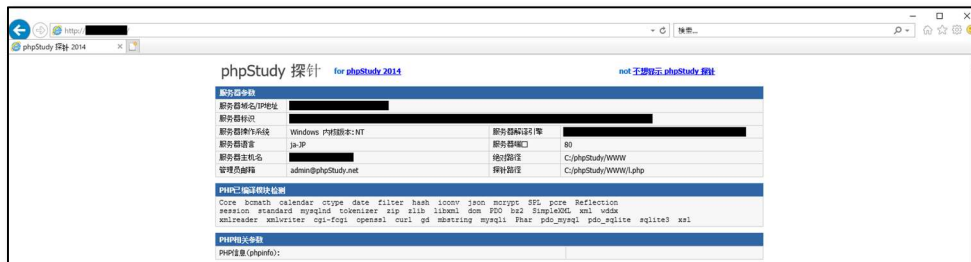 http://
検索...
phpStudy 探针 2014
phpStudy 探针 for phpStudy 2014 not 不想显示 phpStudy 探针
服务器参数
服务器域名/IP地址
服务器标识
服务器操作系统 Windows 内核版本: NT 服务器解译引擎
服务器语言 ja-JP 服务器端口 80
服务器主机名 绝对路径 C:/phpStudy/WWW
管理员邮箱 admin@phpStudy.net 探针路径 C:/phpStudy/WWW/l.php
PHP已编译模块检测
Core bcmath calendar ctype date filter hash iconv json mcrypt SPL pcre Reflection
session standard mysqlnd tokenizer zip zlib libxml dom PDO bz2 SimpleXML xml wddx
xmlreader xmlwriter cgi-fcgi openssl curl gd mbstring mysqli Phar pdo_mysql pdo_sqlite sqlite3 xsl
PHP相关参数
PHP信息(phpinfo):